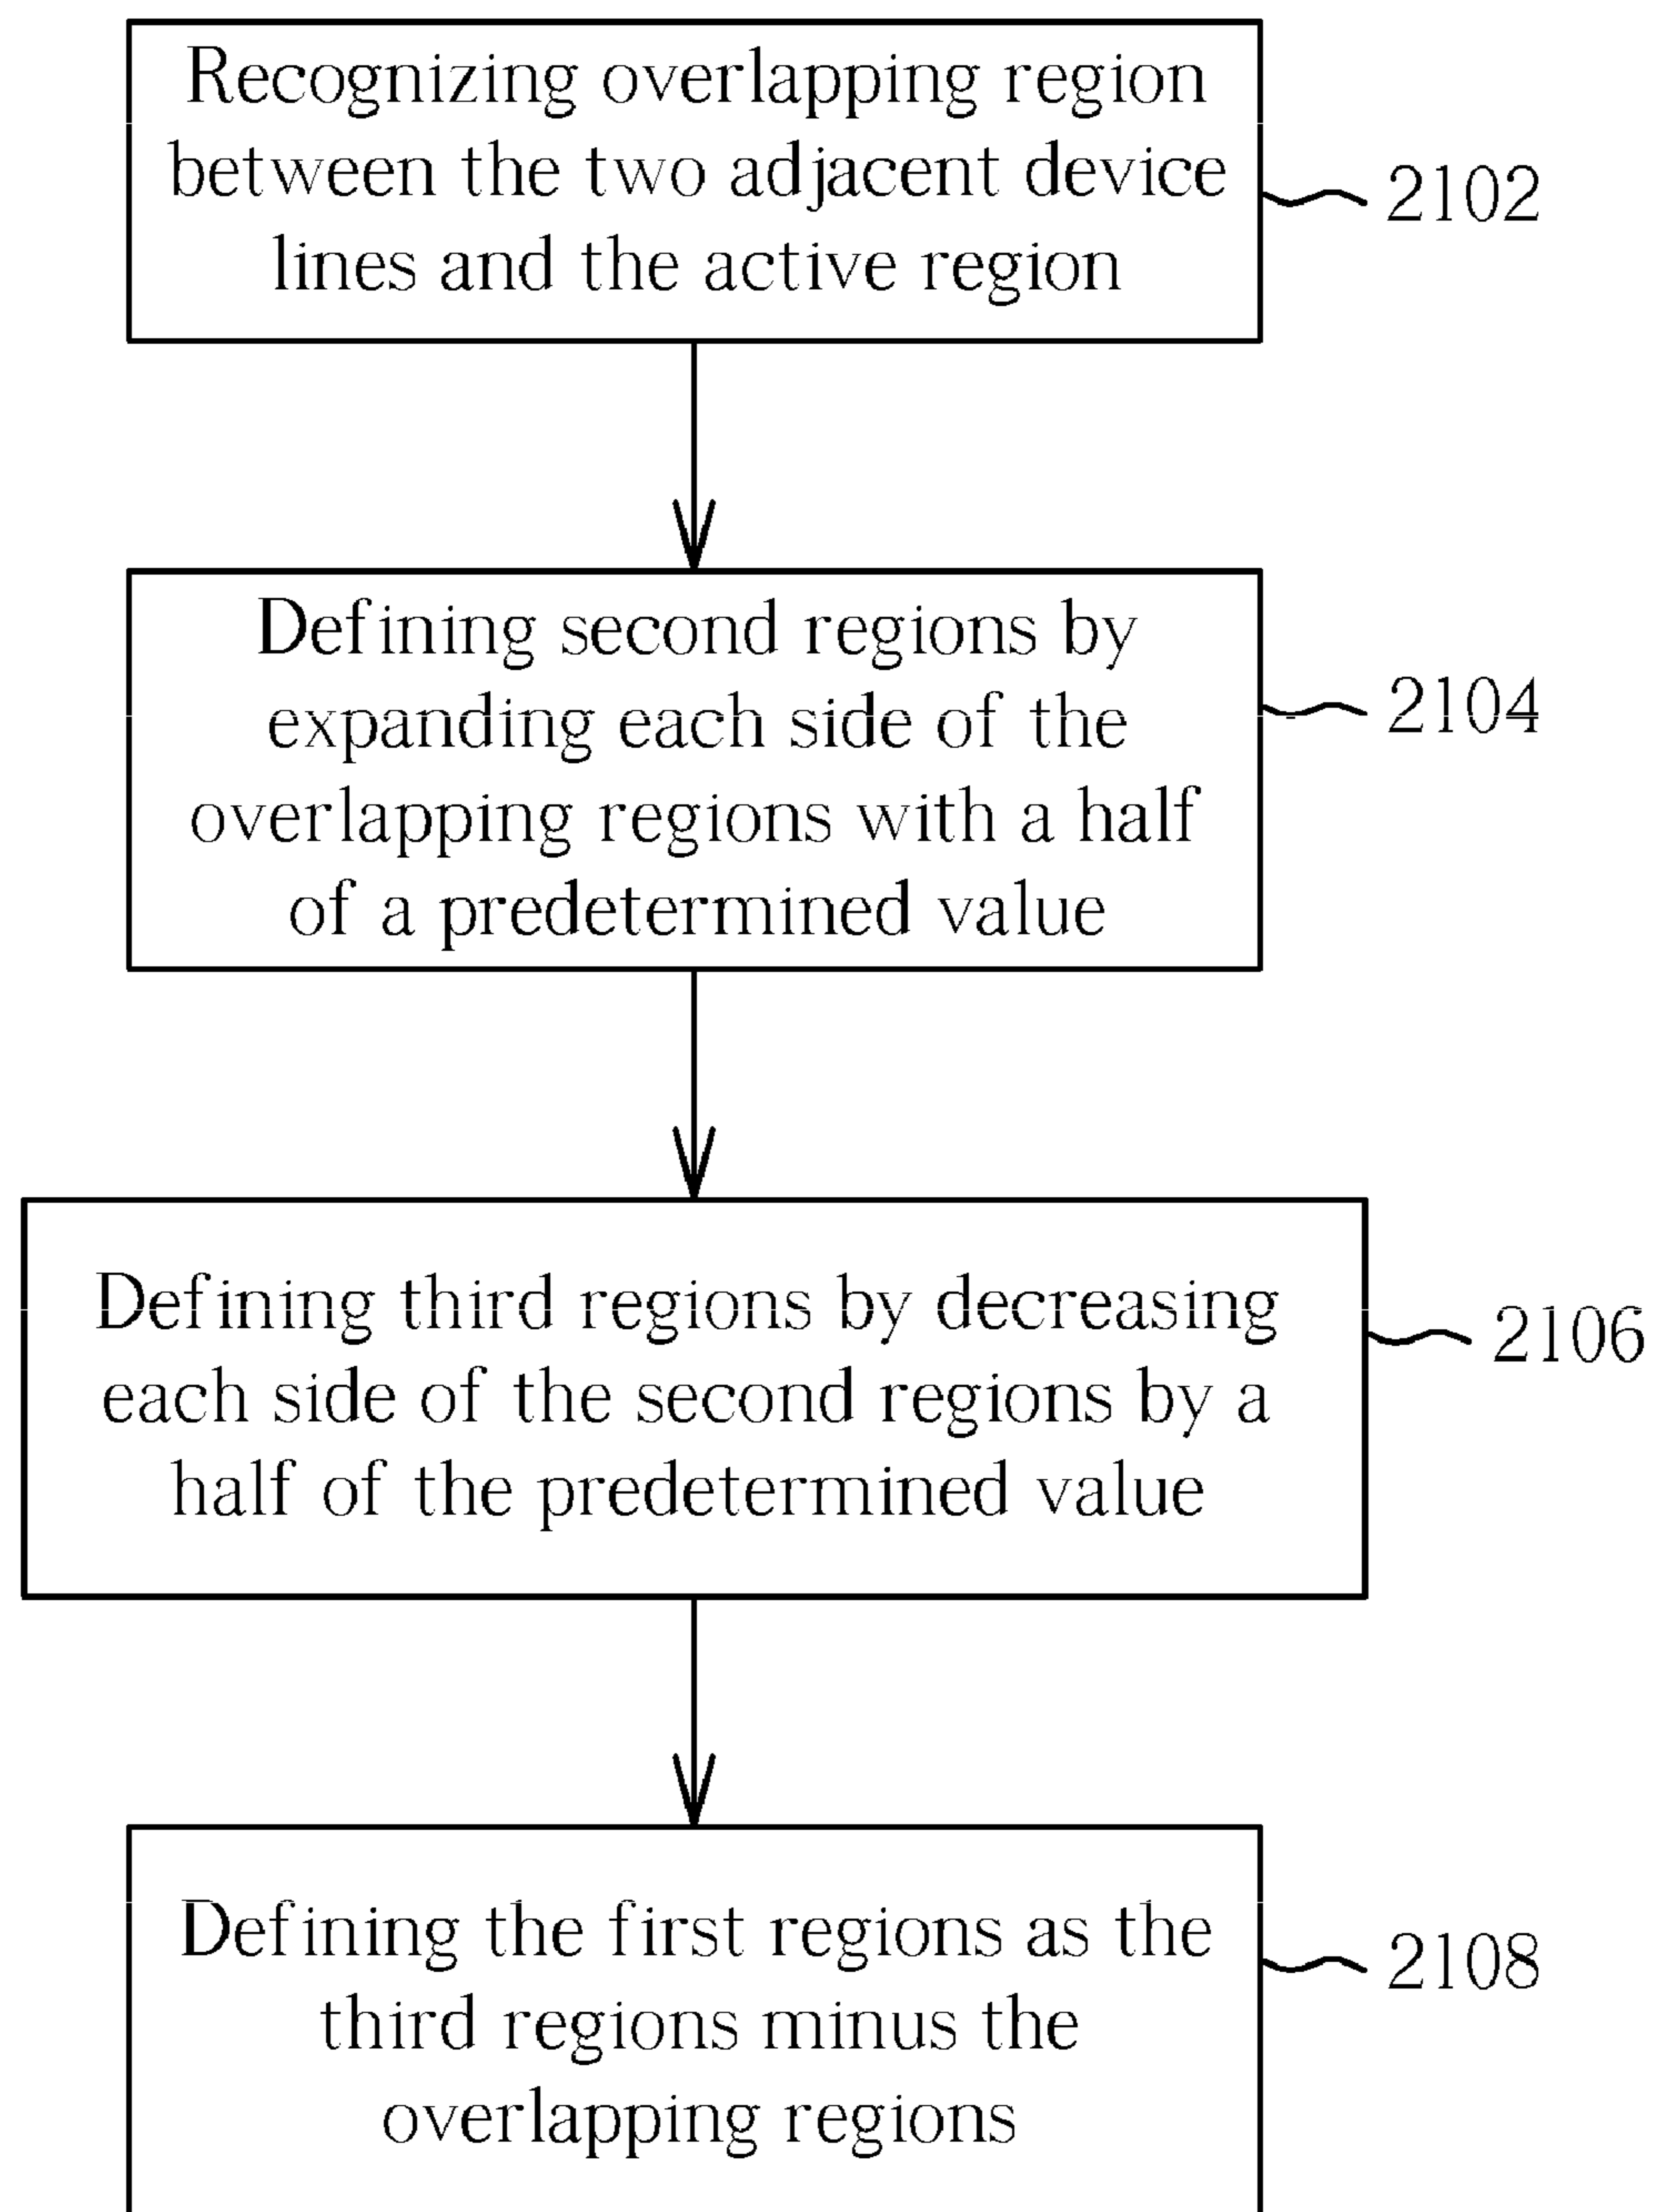 Recognizing overlapping region
between the two adjacent device
lines and the active region
2102
Defining second regions by
expanding each side of the
overlapping regions with a half
of a predetermined value
2104
Defining third regions by decreasing
each side of the second regions by a
half of the predetermined value
2106
Defining the first regions as the
third regions minus the
overlapping regions
2108